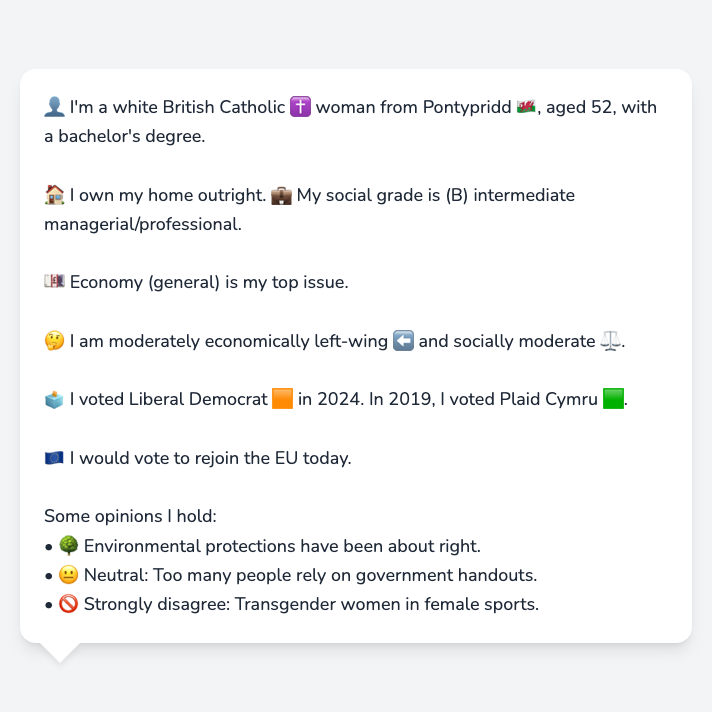 👤 I'm a white British Catholic ✝️ woman from Pontypridd 🏴󠁧󠁢󠁷󠁬󠁳󠁿, aged 52, with
a bachelor's degree.
🏠 I own my home outright. 💼 My social grade is (B) intermediate
managerial/professional.
💷 Economy (general) is my top issue.
🤔 I am moderately economically left-wing ⬅️ and socially moderate ⚖️.
🗳️ I voted Liberal Democrat 🟧 in 2024. In 2019, I voted Plaid Cymru 🟩.
🇪🇺 I would vote to rejoin the EU today.
Some opinions I hold:
• 🌳 Environmental protections have been about right.
• 😐 Neutral: Too many people rely on government handouts.
• 🚫 Strongly disagree: Transgender women in female sports.